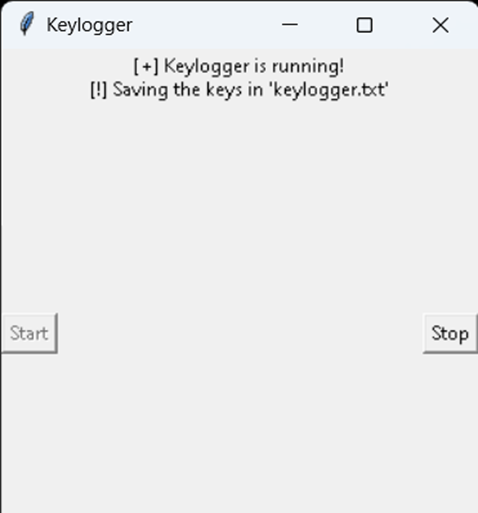 Keylogger
[+] Keylogger is running!
[!] Saving the keys in 'keylogger.txt'
Start
Stop